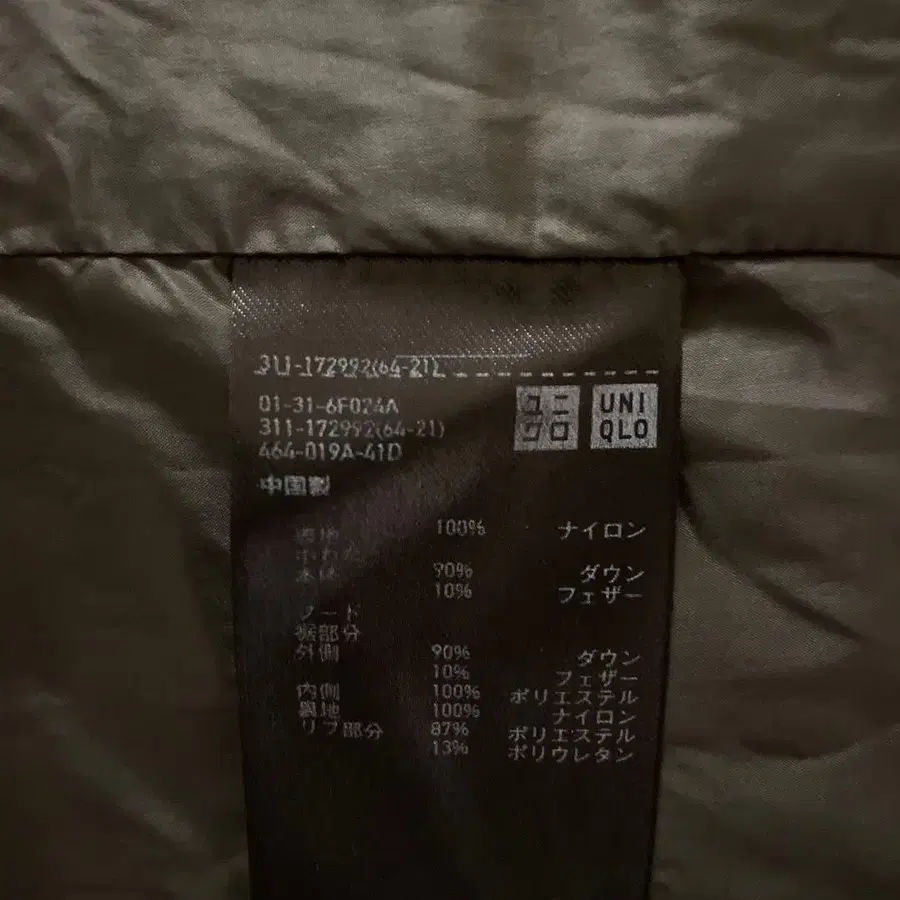 311-172992(64-21)
01-31-6F024A
311-172992(64-21)
464-019A-41D
ユニクロ
UNIQLO
中国製
表地 100% ナイロン
中わた
本体 90% ダウン
10% フェザー
フード
裾部分
外側 90% ダウン
10% フェザー
内側 100% ポリエステル
裏地 100% ナイロン
リブ部分 87% ポリエステル
13% ポリウレタン